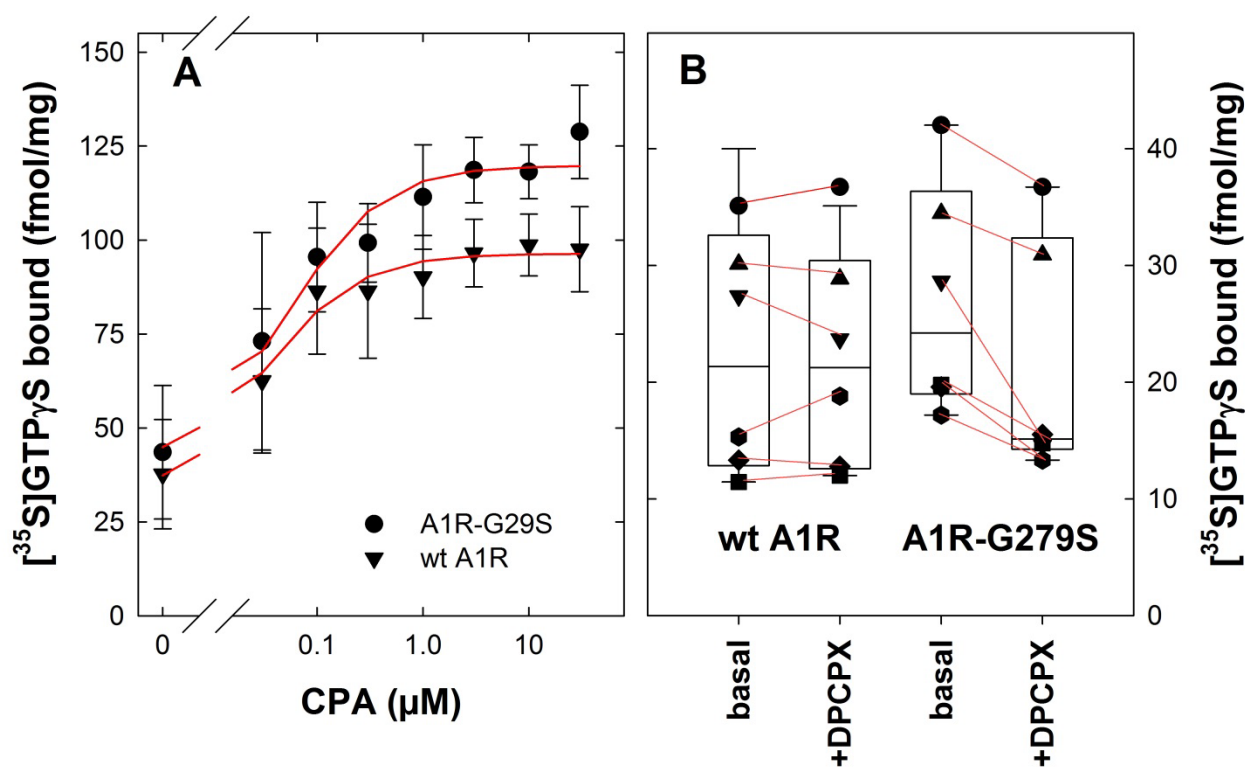 A
[³⁵S]GTPγS bound (fmol/mg)
150
125
100
75
50
25
0
A1R-G29S
wt A1R
0
0.1
1.0
10
CPA (µM)
B
[³⁵S]GTPγS bound (fmol/mg)
40
30
20
10
0
wt A1R
A1R-G279S
basal
+DPCPX
basal
+DPCPX